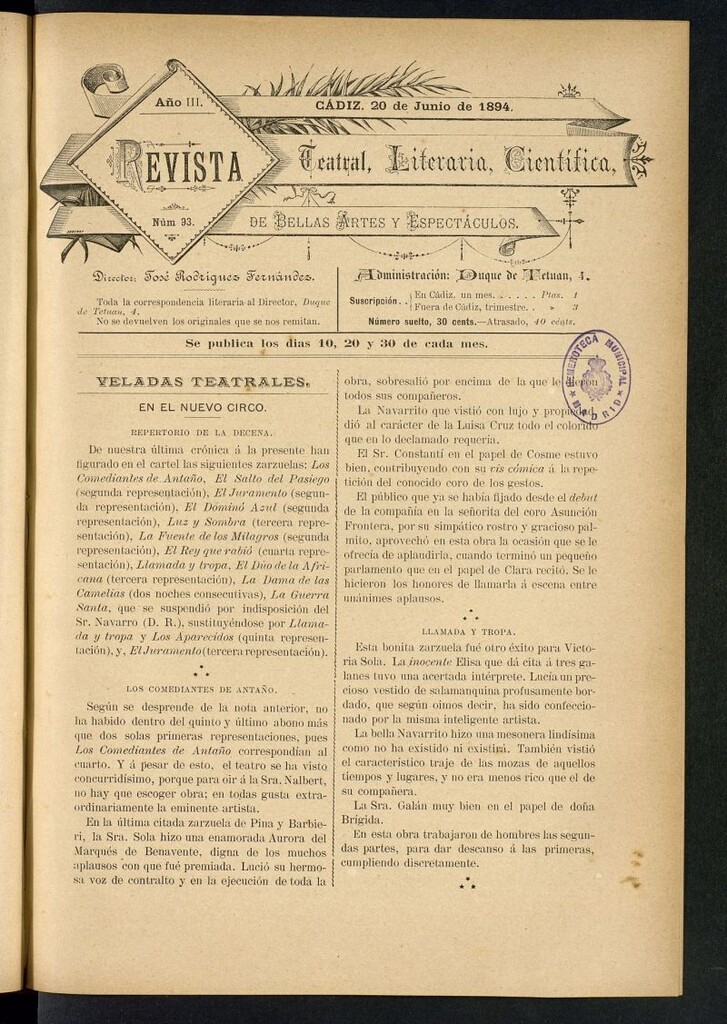 Año III.
CÁDIZ. 20 de Junio de 1894.
REVISTA
Teatral, Literaria, Científica,
Núm 93.
DE BELLAS ARTES Y ESPECTÁCULOS.
Director: José Rodríguez Fernández.
Toda la correspondencia literaria al Director, Duque
de Tetuan, 4.
No se devuelven los originales que se nos remitan.
Administración: Duque de Tetuan, 4.
Suscripción. . { En Cádiz, un mes. . . . . . Ptas. 1
Fuera de Cádiz, trimestre. . » 3
Número suelto, 30 cents.—Atrasado, 40 cénts.
Se publica los dias 10, 20 y 30 de cada mes.
VELADAS TEATRALES.
EN EL NUEVO CIRCO.
REPERTORIO DE LA DECENA.
De nuestra última crónica á la presente han
figurado en el cartel las siguientes zarzuelas: Los
Comediantes de Antaño, El Salto del Pasiego
(segunda representación), El Juramento (segun-
da representación), El Dominó Azul (segunda
representación), Luz y Sombra (tercera repre-
sentación), La Fuente de los Milagros (segunda
representación), El Rey que rabió (cuarta repre-
sentación), Llamada y tropa, El Dúo de la Afri-
cana (tercera representación), La Dama de las
Camelias (dos noches consecutivas), La Guerra
Santa, que se suspendió por indisposición del
Sr. Navarro (D. R.), sustituyéndose por Llama-
da y tropa y Los Aparecidos (quinta represen-
tación), y, El Juramento (tercera representación).
LOS COMEDIANTES DE ANTAÑO.
Según se desprende de la nota anterior, no
ha habido dentro del quinto y último abono más
que dos solas primeras representaciones, pues
Los Comediantes de Antaño correspondían al
cuarto. Y á pesar de esto, el teatro se ha visto
concurridísimo, porque para oir á la Sra. Nalbert,
no hay que escoger obra; en todas gusta extra-
ordinariamente la eminente artista.
En la última citada zarzuela de Pina y Barbie-
ri, la Sra. Sola hizo una enamorada Aurora del
Marqués de Benavente, digna de los muchos
aplausos con que fué premiada. Lució su hermo-
sa voz de contralto y en la ejecución de toda la
obra, sobresalió por encima de la que le dieron
todos sus compañeros.
La Navarrito que vistió con lujo y propiedad
dió al carácter de la Luisa Cruz todo el colorido
que en lo declamado requería.
El Sr. Constantí en el papel de Cosme estuvo
bien, contribuyendo con su vis cómica á la repe-
tición del conocido coro de los gestos.
El público que ya se había fijado desde el debut
de la compañía en la señorita del coro Asunción
Frontera, por su simpático rostro y gracioso pal-
mito, aprovechó en esta obra la ocasión que se le
ofrecía de aplaudirla, cuando terminó un pequeño
parlamento que en el papel de Clara recitó. Se le
hicieron los honores de llamarla á escena entre
unánimes aplausos.
LLAMADA Y TROPA.
Esta bonita zarzuela fué otro éxito para Victo-
ria Sola. La inocente Elisa que dá cita á tres ga-
lanes tuvo una acertada intérprete. Lucía un pre-
cioso vestido de salamanquina profusamente bor-
dado, que según oimos decir, ha sido confeccio-
nado por la misma inteligente artista.
La bella Navarrito hizo una mesonera lindísima
como no ha existido ni existirá. También vistió
el caracteristico traje de las mozas de aquellos
tiempos y lugares, y no era menos rico que el de
su compañera.
La Sra. Galán muy bien en el papel de doña
Brígida.
En esta obra trabajaron de hombres las segun-
das partes, para dar descanso á las primeras,
cumpliendo discretamente.
HEMEROTECA MUNICIPAL
MADRID